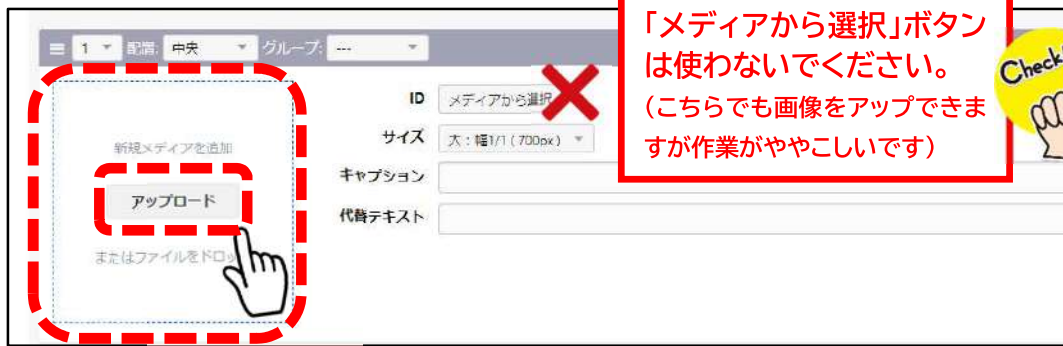 「メディアから選択」ボタン
は使わないでください。
(こちらでも画像をアップできま
すが作業がややこしいです)
Check
1 配置: 中央 グループ: ---
ID メディアから選択
新規メディアを追加
サイズ 大:幅1/1(700px)
キャプション
アップロード
代替テキスト
またはファイルをドロッ